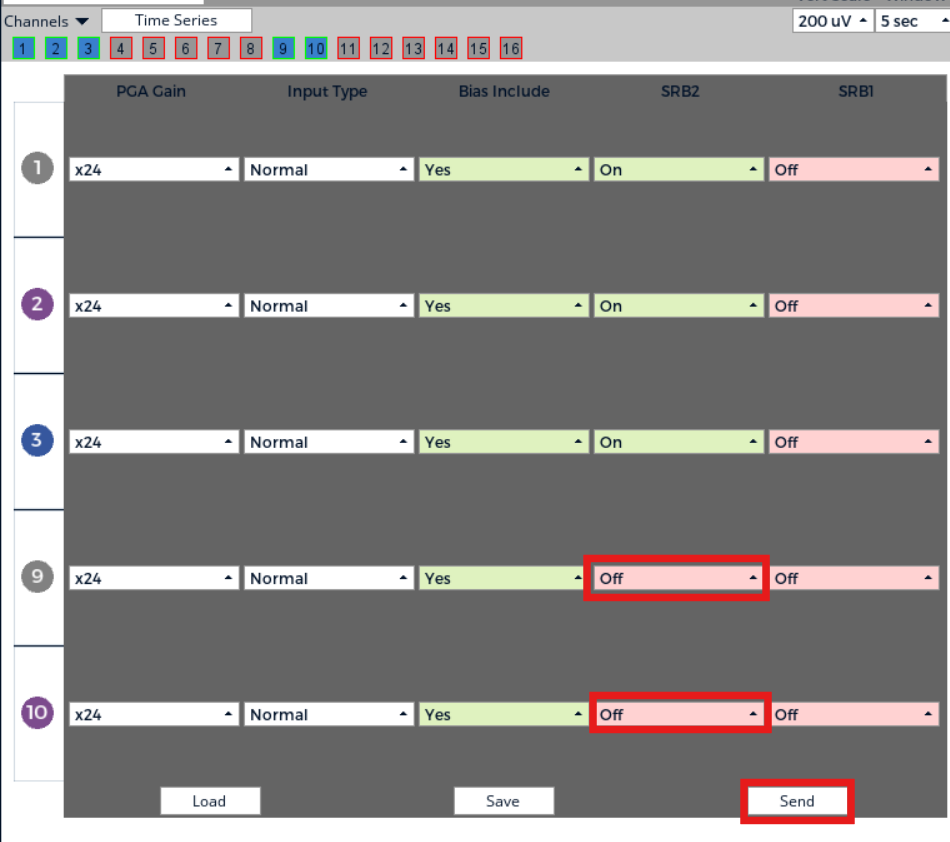 Channels Time Series 200 uV 5 sec
1 2 3 4 5 6 7 8 9 10 11 12 13 14 15 16
PGA Gain Input Type Bias Include SRB2 SRB1
1 x24 Normal Yes On Off
2 x24 Normal Yes On Off
3 x24 Normal Yes On Off
9 x24 Normal Yes Off Off
10 x24 Normal Yes Off Off
Load Save Send